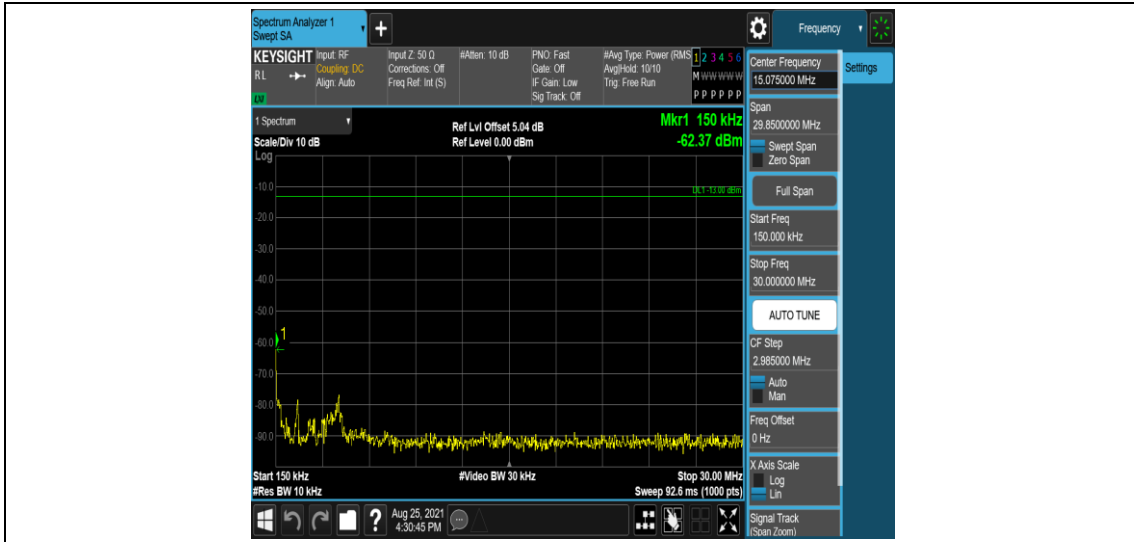 Spectrum Analyzer 1
Swept SA
Frequency
KEYSIGHT
RL
LXI
Input: RF
Coupling: DC
Align: Auto
Input Z: 50 Ω
Corrections: Off
Freq Ref: Int (S)
#Atten: 10 dB
PNO: Fast
Gate: Off
IF Gain: Low
Sig Track: Off
#Avg Type: Power (RMS
Avg|Hold: 10/10
Trig: Free Run
1 2 3 4 5 6
M W W W W W
P P P P P P
1 Spectrum
Scale/Div 10 dB
Log
Ref Lvl Offset 5.04 dB
Ref Level 0.00 dBm
Mkr1 150 kHz
-62.37 dBm
DL1 -13.00 dBm
-10.0
-20.0
-30.0
-40.0
-50.0
1
-60.0
-70.0
-80.0
-90.0
Start 150 kHz
#Res BW 10 kHz
#Video BW 30 kHz
Stop 30.00 MHz
Sweep 92.6 ms (1000 pts)
Center Frequency
15.075000 MHz
Settings
Span
29.8500000 MHz
Swept Span
Zero Span
Full Span
Start Freq
150.000 kHz
Stop Freq
30.000000 MHz
AUTO TUNE
CF Step
2.985000 MHz
Auto
Man
Freq Offset
0 Hz
X Axis Scale
Log
Lin
Signal Track
(Span Zoom)
?
Aug 25, 2021
4:30:45 PM